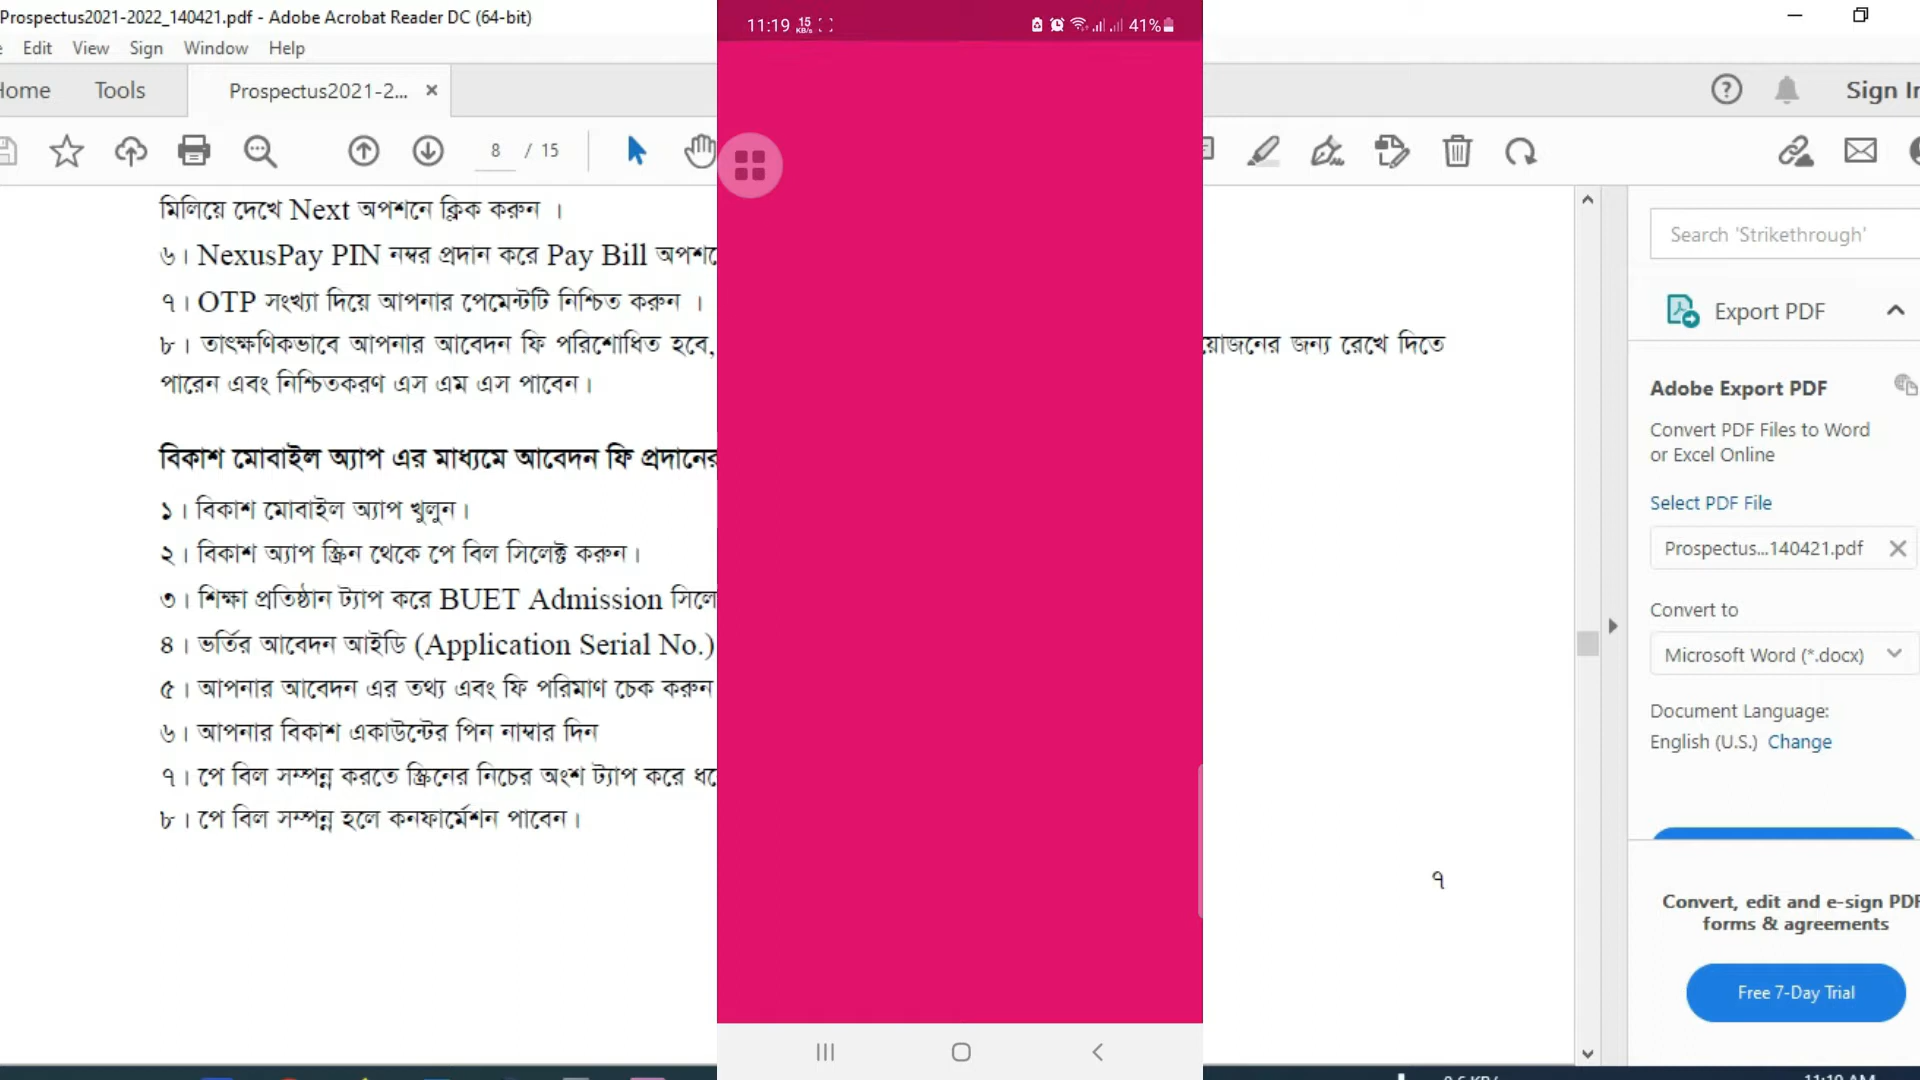 Prospectus2021-2022_140421.pdf - Adobe Acrobat Reader DC (64-bit)
Edit View Sign Window Help
Home Tools Prospectus2021-2... Sign In
8 / 15
11:19 15 KB/s 41%
মিলিয়ে দেখে Next অপশনে ক্লিক করুন ।
৬। NexusPay PIN নম্বর প্রদান করে Pay Bill
৭। OTP সংখ্যা দিয়ে আপনার পেমেন্টটি নিশ্চিত করুন ।
৮। তাৎক্ষণিকভাবে আপনার আবেদন ফি পরিশোধিত হবে, জন্য রেখে দিতে
পারেন এবং নিশ্চিতকরণ এস এম এস পাবেন।
বিকাশ মোবাইল অ্যাপ এর মাধ্যমে আবেদন ফি প্রদানের
১। বিকাশ মোবাইল অ্যাপ খুলুন।
২। বিকাশ অ্যাপ স্ক্রিন থেকে পে বিল সিলেক্ট করুন।
৩। শিক্ষা প্রতিষ্ঠান ট্যাপ করে BUET Admission
৪। ভর্তির আবেদন আইডি (Application Serial No.)
৫। আপনার আবেদন এর তথ্য এবং ফি পরিমাণ চেক করুন
৬। আপনার বিকাশ একাউন্টের পিন নাম্বার দিন
৭। পে বিল সম্পন্ন করতে স্ক্রিনের নিচের অংশ ট্যাপ করে
৮। পে বিল সম্পন্ন হলে কনফার্মেশন পাবেন।
৭
Search 'Strikethrough'
Export PDF
Adobe Export PDF
Convert PDF Files to Word
or Excel Online
Select PDF File
Prospectus...140421.pdf
Convert to
Microsoft Word (*.docx)
Document Language:
English (U.S.) Change
Convert, edit and e-sign PDF
forms & agreements
Free 7-Day Trial